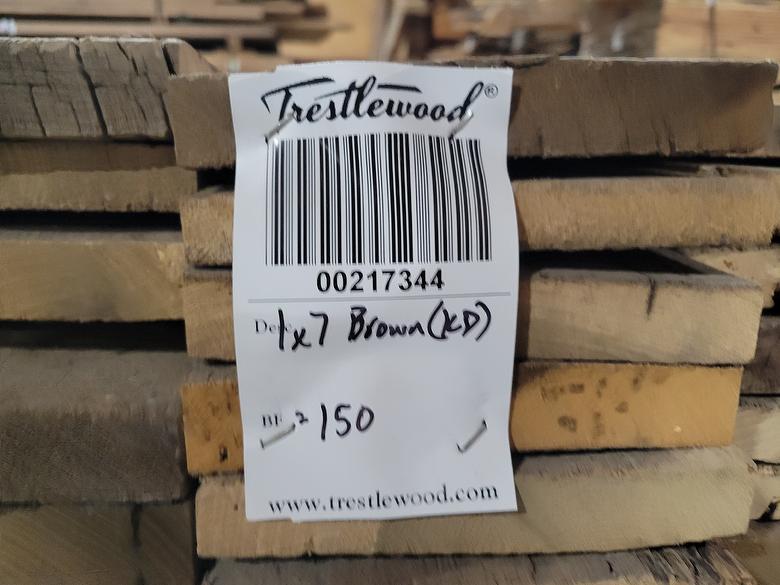 Trestlewood®
00217344
Desc 1x7 Brown (KD)
BF 150
www.trestlewood.com